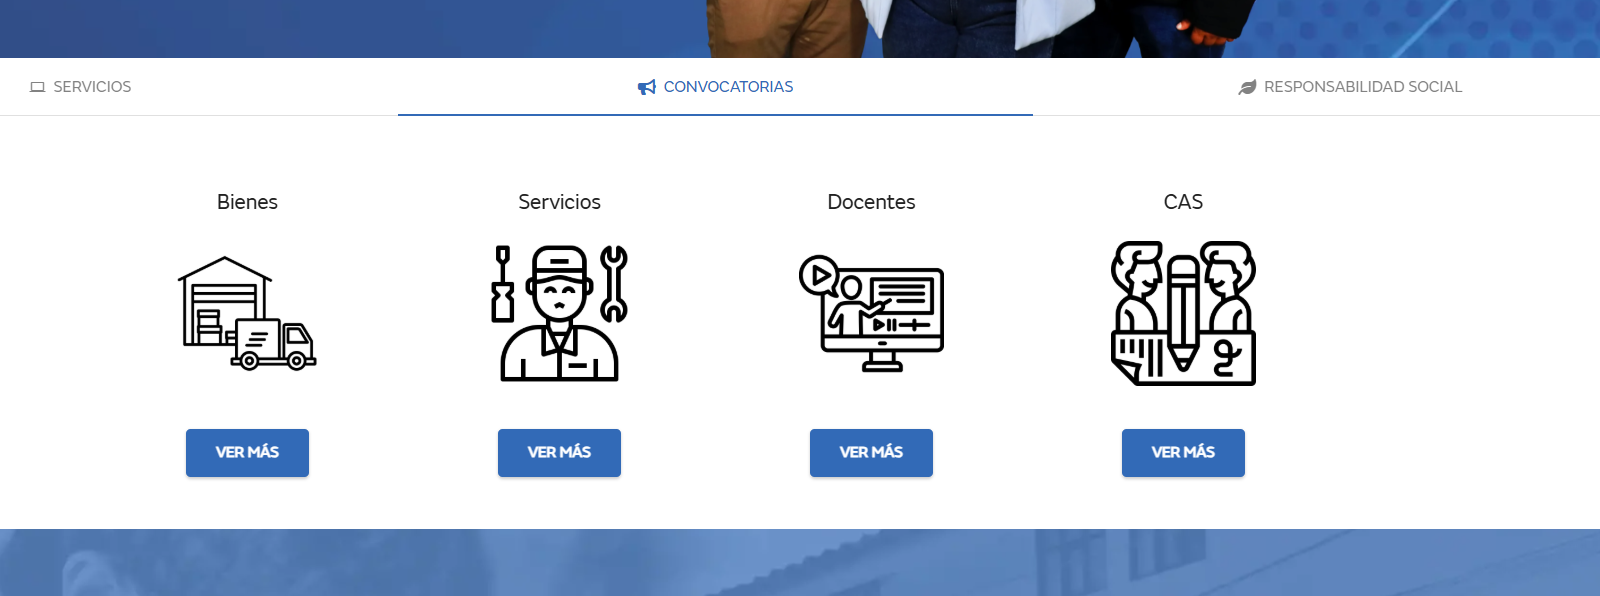 SERVICIOS
CONVOCATORIAS
RESPONSABILIDAD SOCIAL
Bienes
Servicios
Docentes
CAS
VER MÁS
VER MÁS
VER MÁS
VER MÁS